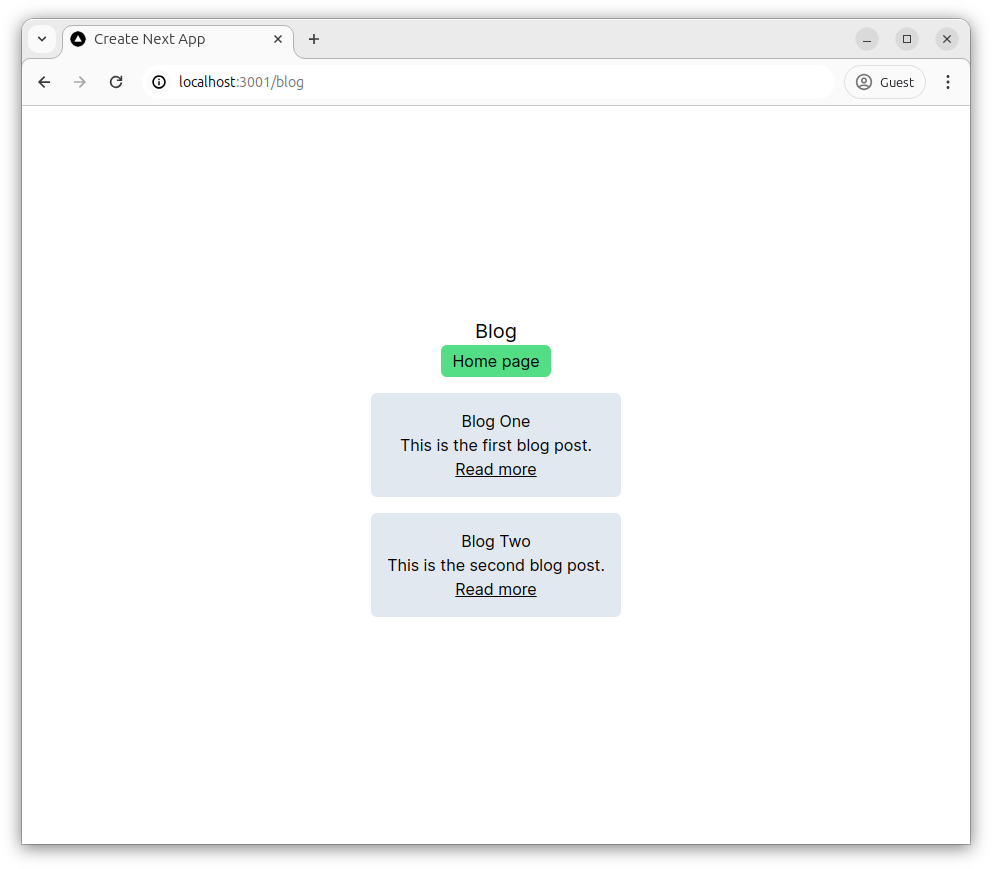 Create Next App
localhost:3001/blog
Guest
Blog
Home page
Blog One
This is the first blog post.
Read more
Blog Two
This is the second blog post.
Read more